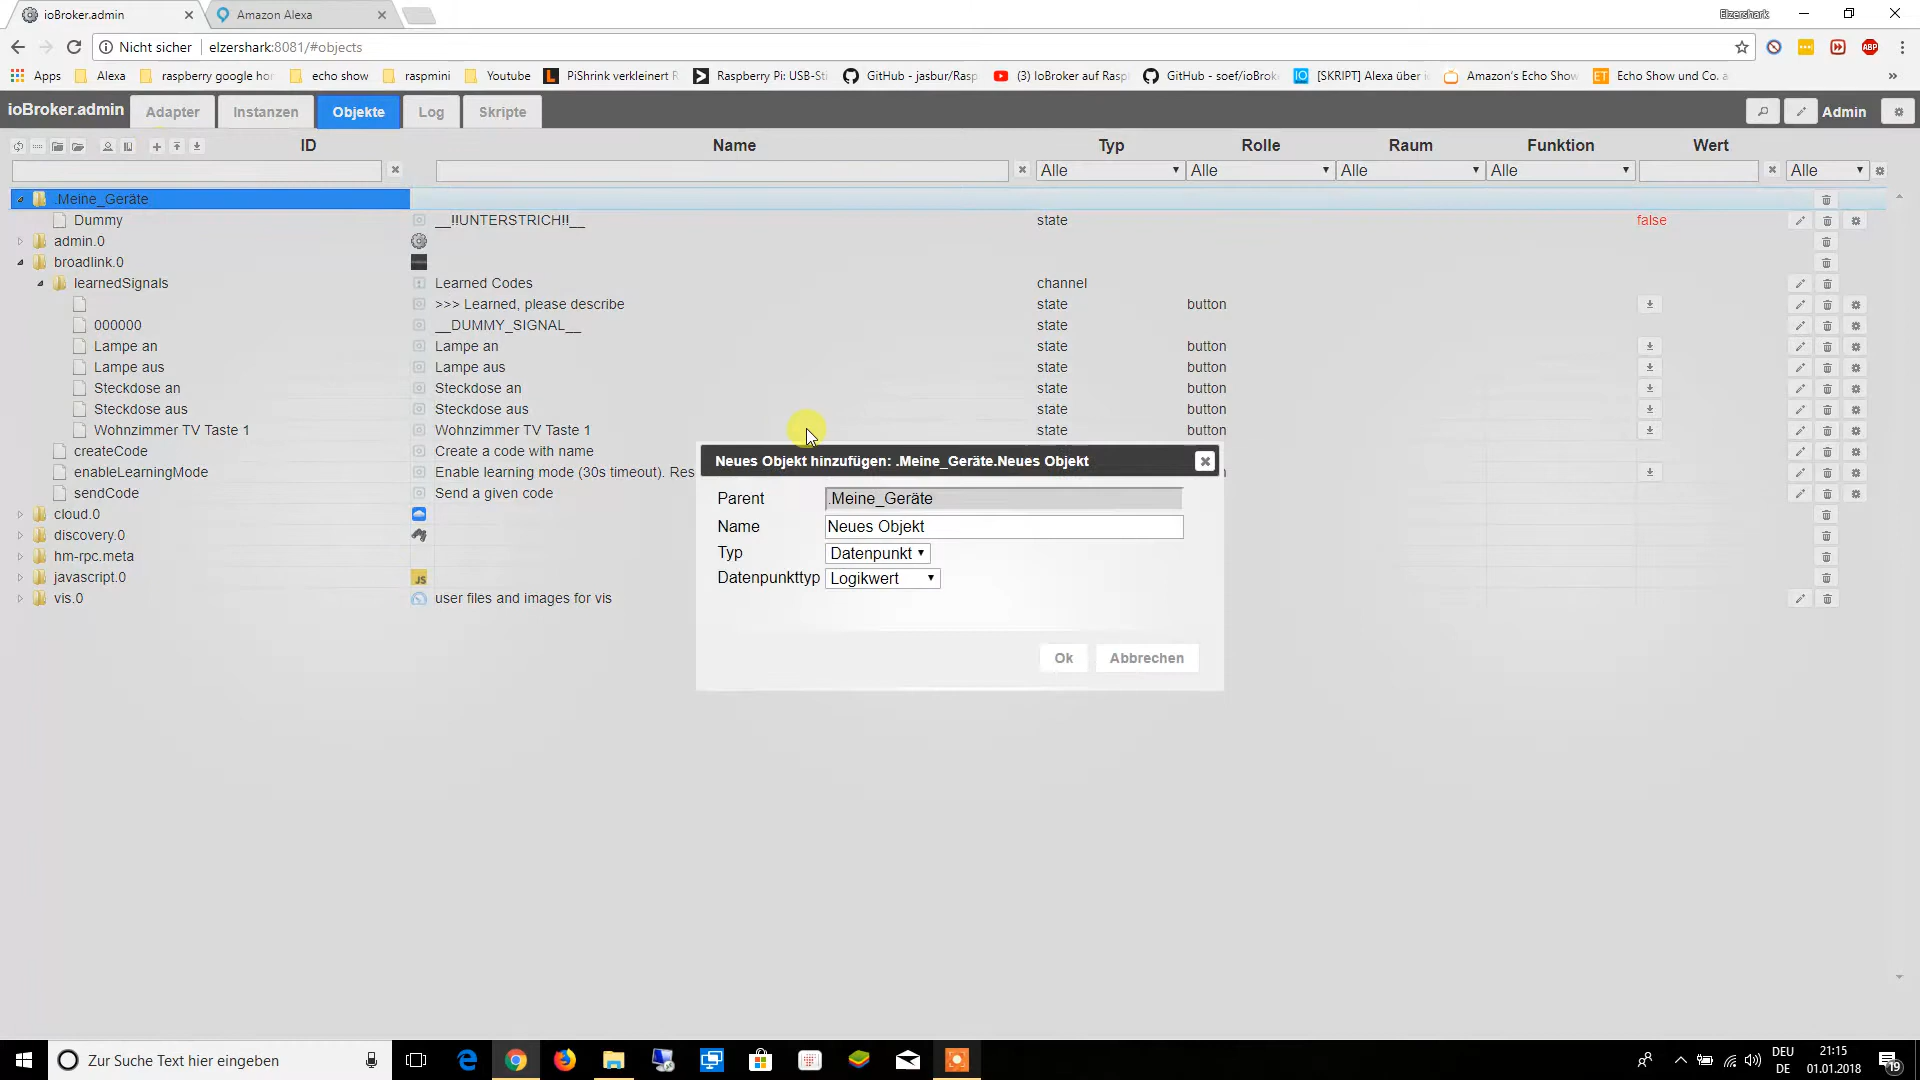 ioBroker.admin
Amazon Alexa
Elzershark
Nicht sicher
elzershark:8081/#objects
Apps
Alexa
raspberry google ho
echo show
raspmini
Youtube
PiShrink verkleinert
Raspberry Pi: USB-Sti
GitHub - jasbur/Rasp
(3) IoBroker auf Rasp
GitHub - soef/ioBrok
[SKRIPT] Alexa über i
Amazon's Echo Show
Echo Show und Co. a
ioBroker.admin
Adapter
Instanzen
Objekte
Log
Skripte
Admin
ID
Name
Typ
Rolle
Raum
Funktion
Wert
Alle
Alle
Alle
Alle
Alle
.Meine_Geräte
Dummy
__!!UNTERSTRICH!!__
state
false
admin.0
broadlink.0
learnedSignals
Learned Codes
channel
>>> Learned, please describe
state
button
000000
__DUMMY_SIGNAL__
state
Lampe an
Lampe an
state
button
Lampe aus
Lampe aus
state
button
Steckdose an
Steckdose an
state
button
Steckdose aus
Steckdose aus
state
button
Wohnzimmer TV Taste 1
Wohnzimmer TV Taste 1
state
button
createCode
Create a code with name
enableLearningMode
Enable learning mode (30s timeout). Res
sendCode
Send a given code
cloud.0
discovery.0
hm-rpc.meta
javascript.0
JS
vis.0
user files and images for vis
Neues Objekt hinzufügen: .Meine_Geräte.Neues Objekt
Parent
.Meine_Geräte
Name
Neues Objekt
Typ
Datenpunkt
Datenpunkttyp
Logikwert
Ok
Abbrechen
Zur Suche Text hier eingeben
DEU
DE
21:15
01.01.2018
19